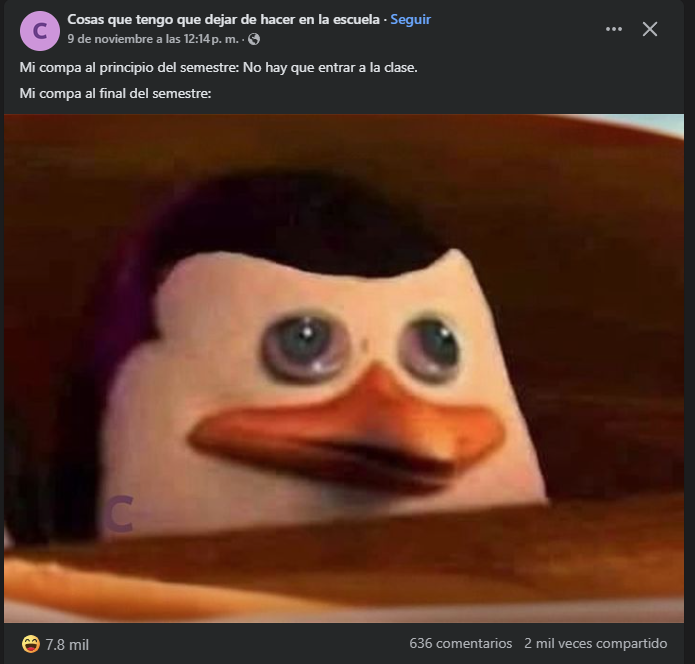 C
Cosas que tengo que dejar de hacer en la escuela · Seguir
9 de noviembre a las 12:14 p. m. ·
Mi compa al principio del semestre: No hay que entrar a la clase.
Mi compa al final del semestre:
C
7.8 mil
636 comentarios 2 mil veces compartido